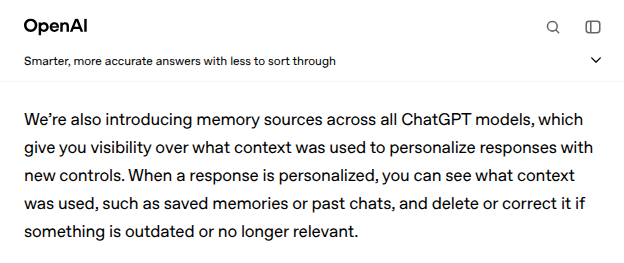 OpenAI
Smarter, more accurate answers with less to sort through
We’re also introducing memory sources across all ChatGPT models, which
give you visibility over what context was used to personalize responses with
new controls. When a response is personalized, you can see what context
was used, such as saved memories or past chats, and delete or correct it if
something is outdated or no longer relevant.